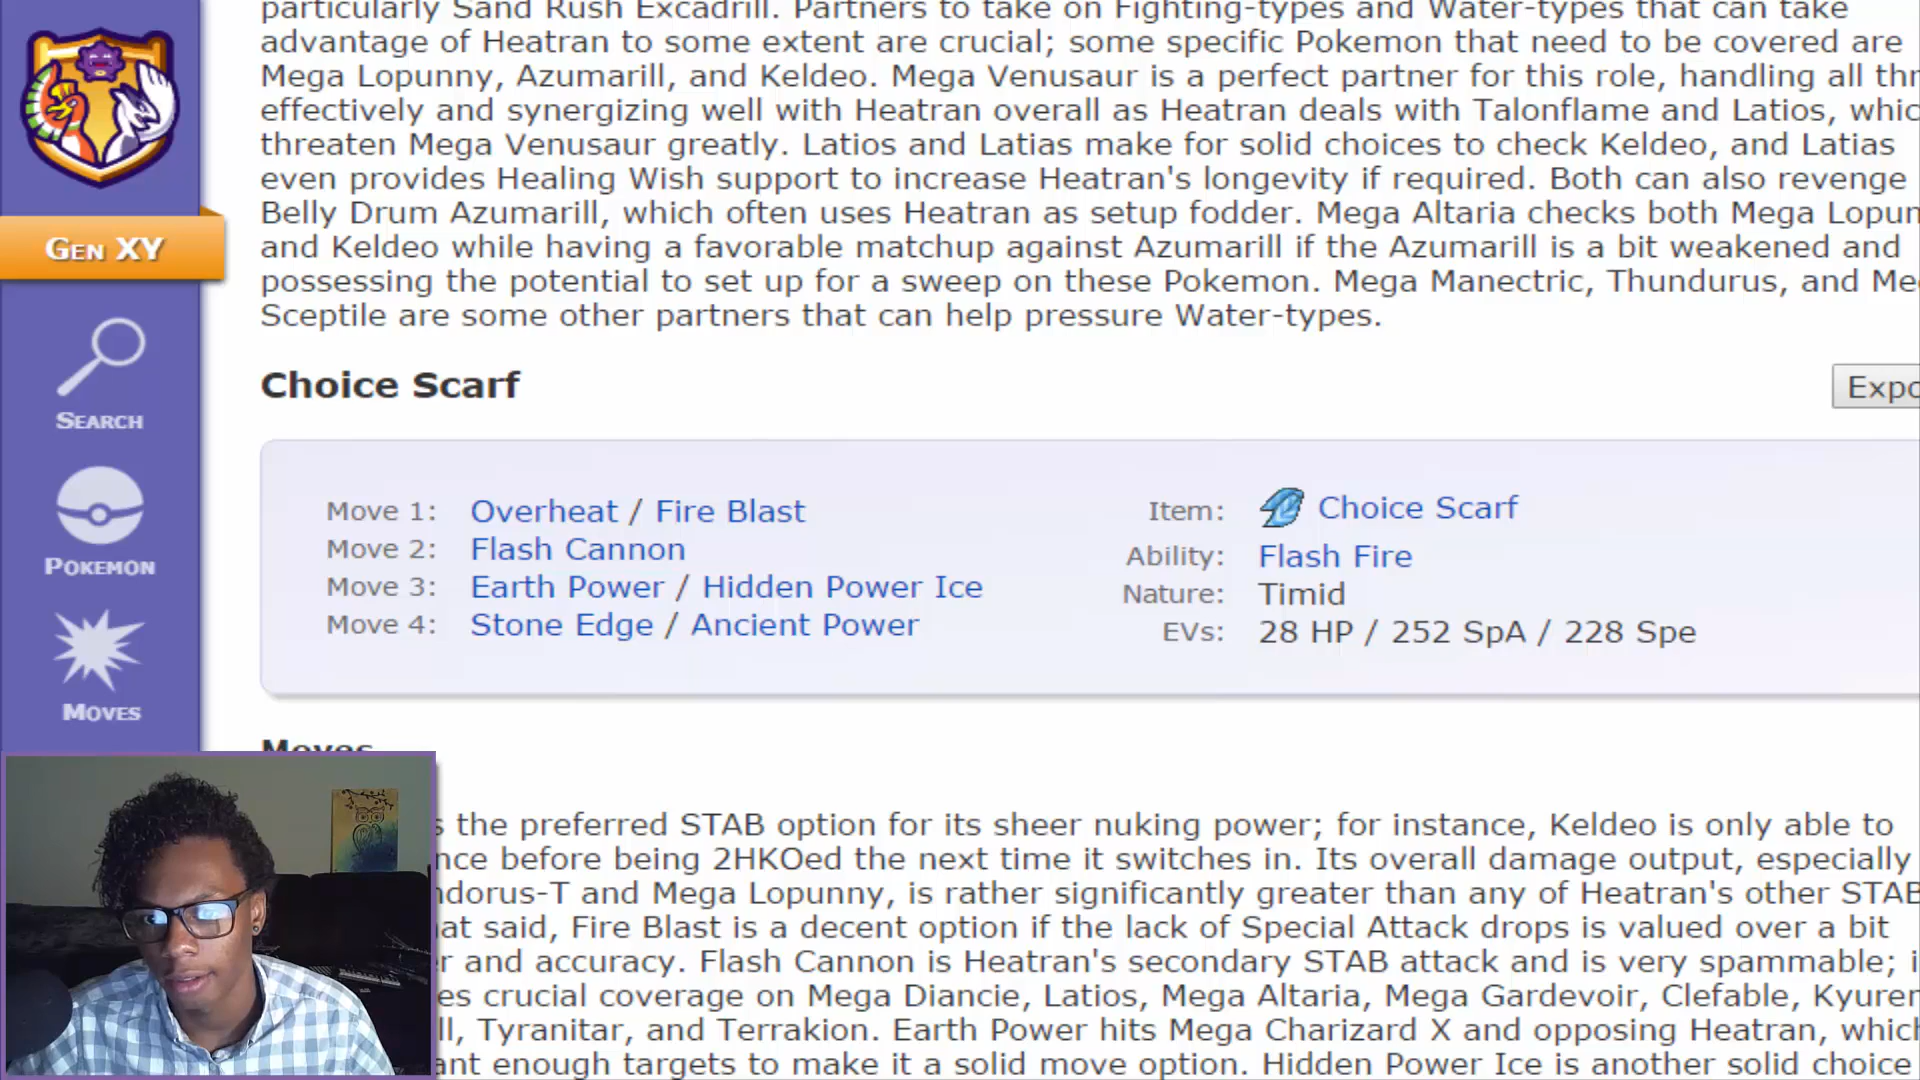 particularly Sand Rush Excadrill. Partners to take on Fighting-types and Water-types that can take
advantage of Heatran to some extent are crucial; some specific Pokemon that need to be covered are
Mega Lopunny, Azumarill, and Keldeo. Mega Venusaur is a perfect partner for this role, handling all thr
effectively and synergizing well with Heatran overall as Heatran deals with Talonflame and Latios, whic
threaten Mega Venusaur greatly. Latios and Latias make for solid choices to check Keldeo, and Latias
even provides Healing Wish support to increase Heatran's longevity if required. Both can also revenge
Belly Drum Azumarill, which often uses Heatran as setup fodder. Mega Altaria checks both Mega Lopun
and Keldeo while having a favorable matchup against Azumarill if the Azumarill is a bit weakened and
possessing the potential to set up for a sweep on these Pokemon. Mega Manectric, Thundurus, and Me
Sceptile are some other partners that can help pressure Water-types.
GEN XY
SEARCH
POKEMON
MOVES
Choice Scarf
Expo
Move 1: Overheat / Fire Blast
Move 2: Flash Cannon
Move 3: Earth Power / Hidden Power Ice
Move 4: Stone Edge / Ancient Power
Item: Choice Scarf
Ability: Flash Fire
Nature: Timid
EVs: 28 HP / 252 SpA / 228 Spe
Moves
s the preferred STAB option for its sheer nuking power; for instance, Keldeo is only able to
nce before being 2HKOed the next time it switches in. Its overall damage output, especially
ndorus-T and Mega Lopunny, is rather significantly greater than any of Heatran's other STAB
at said, Fire Blast is a decent option if the lack of Special Attack drops is valued over a bit
r and accuracy. Flash Cannon is Heatran's secondary STAB attack and is very spammable; i
es crucial coverage on Mega Diancie, Latios, Mega Altaria, Mega Gardevoir, Clefable, Kyurem
ll, Tyranitar, and Terrakion. Earth Power hits Mega Charizard X and opposing Heatran, which
ant enough targets to make it a solid move option. Hidden Power Ice is another solid choice